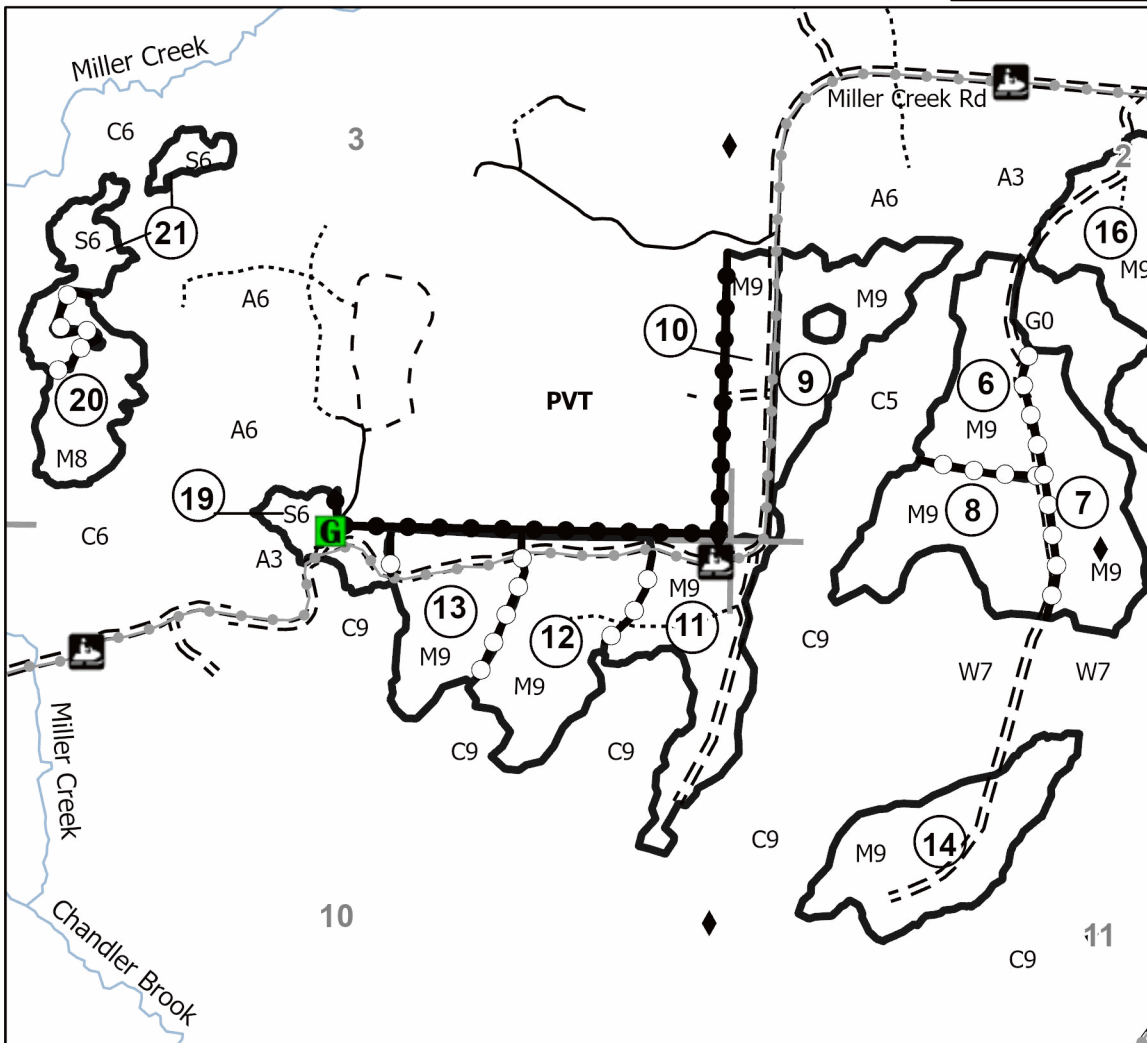 Miller Creek
Miller Creek Rd
C6
3
S6
2
A3
A6
16
S6
21
M9
A6
M9
M9
10
G0
9
6
20
PVT
C5
A6
M9
M8
19
S6
M9
8
7
C6
G
A3
M9
M9
13
12
11
C9
C9
M9
M9
W7
W7
Miller Creek
C9
C9
C9
M9
14
Chandler Brook
10
11
C9